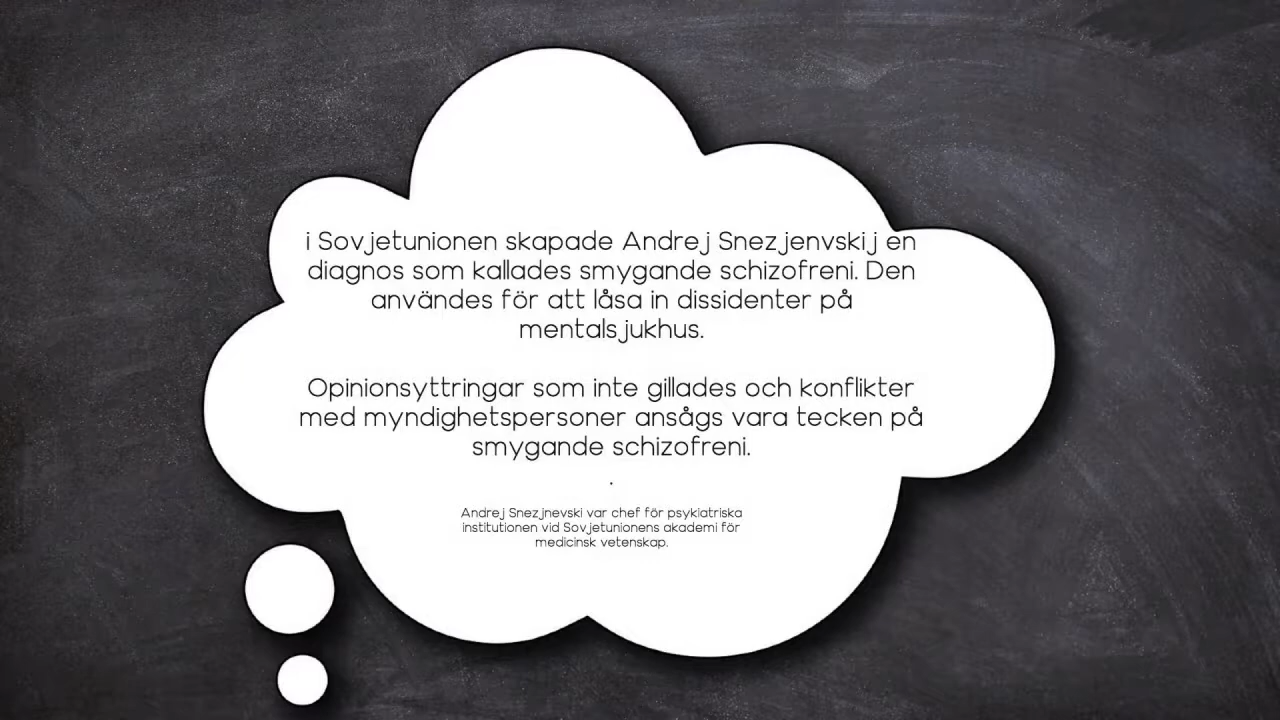 i Sovjetunionen skapade Andrej Snezjenvskij en
diagnos som kallades smygande schizofreni. Den
användes för att låsa in dissidenter på
mentalsjukhus.
Opinionsyttringar som inte gillades och konflikter
med myndighetspersoner ansågs vara tecken på
smygande schizofreni.
.
Andrej Snezjnevski var chef för psykiatriska
institutionen vid Sovjetunionens akademi för
medicinsk vetenskap.